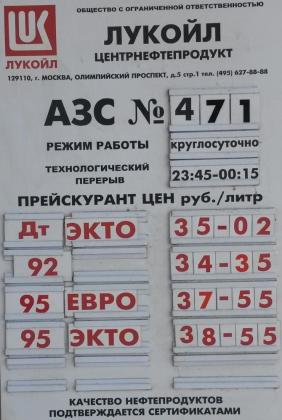 ОБЩЕСТВО С ОГРАНИЧЕННОЙ ОТВЕТСТВЕННОСТЬЮ
ЛУКОЙЛ
ЛУКОЙЛ
ЦЕНТРНЕФТЕПРОДУКТ
129110, г. МОСКВА, ОЛИМПИЙСКИЙ ПРОСПЕКТ, д.5 стр.1 тел. (495) 627-88-88
АЗС № 471
РЕЖИМ РАБОТЫ круглосуточно
ТЕХНОЛОГИЧЕСКИЙ ПЕРЕРЫВ 23:45-00:15
ПРЕЙСКУРАНТ ЦЕН руб./литр
Дт ЭКТО 35-02
92 34-35
95 ЕВРО 37-55
95 ЭКТО 38-55
КАЧЕСТВО НЕФТЕПРОДУКТОВ
ПОДТВЕРЖДАЕТСЯ СЕРТИФИКАТАМИ